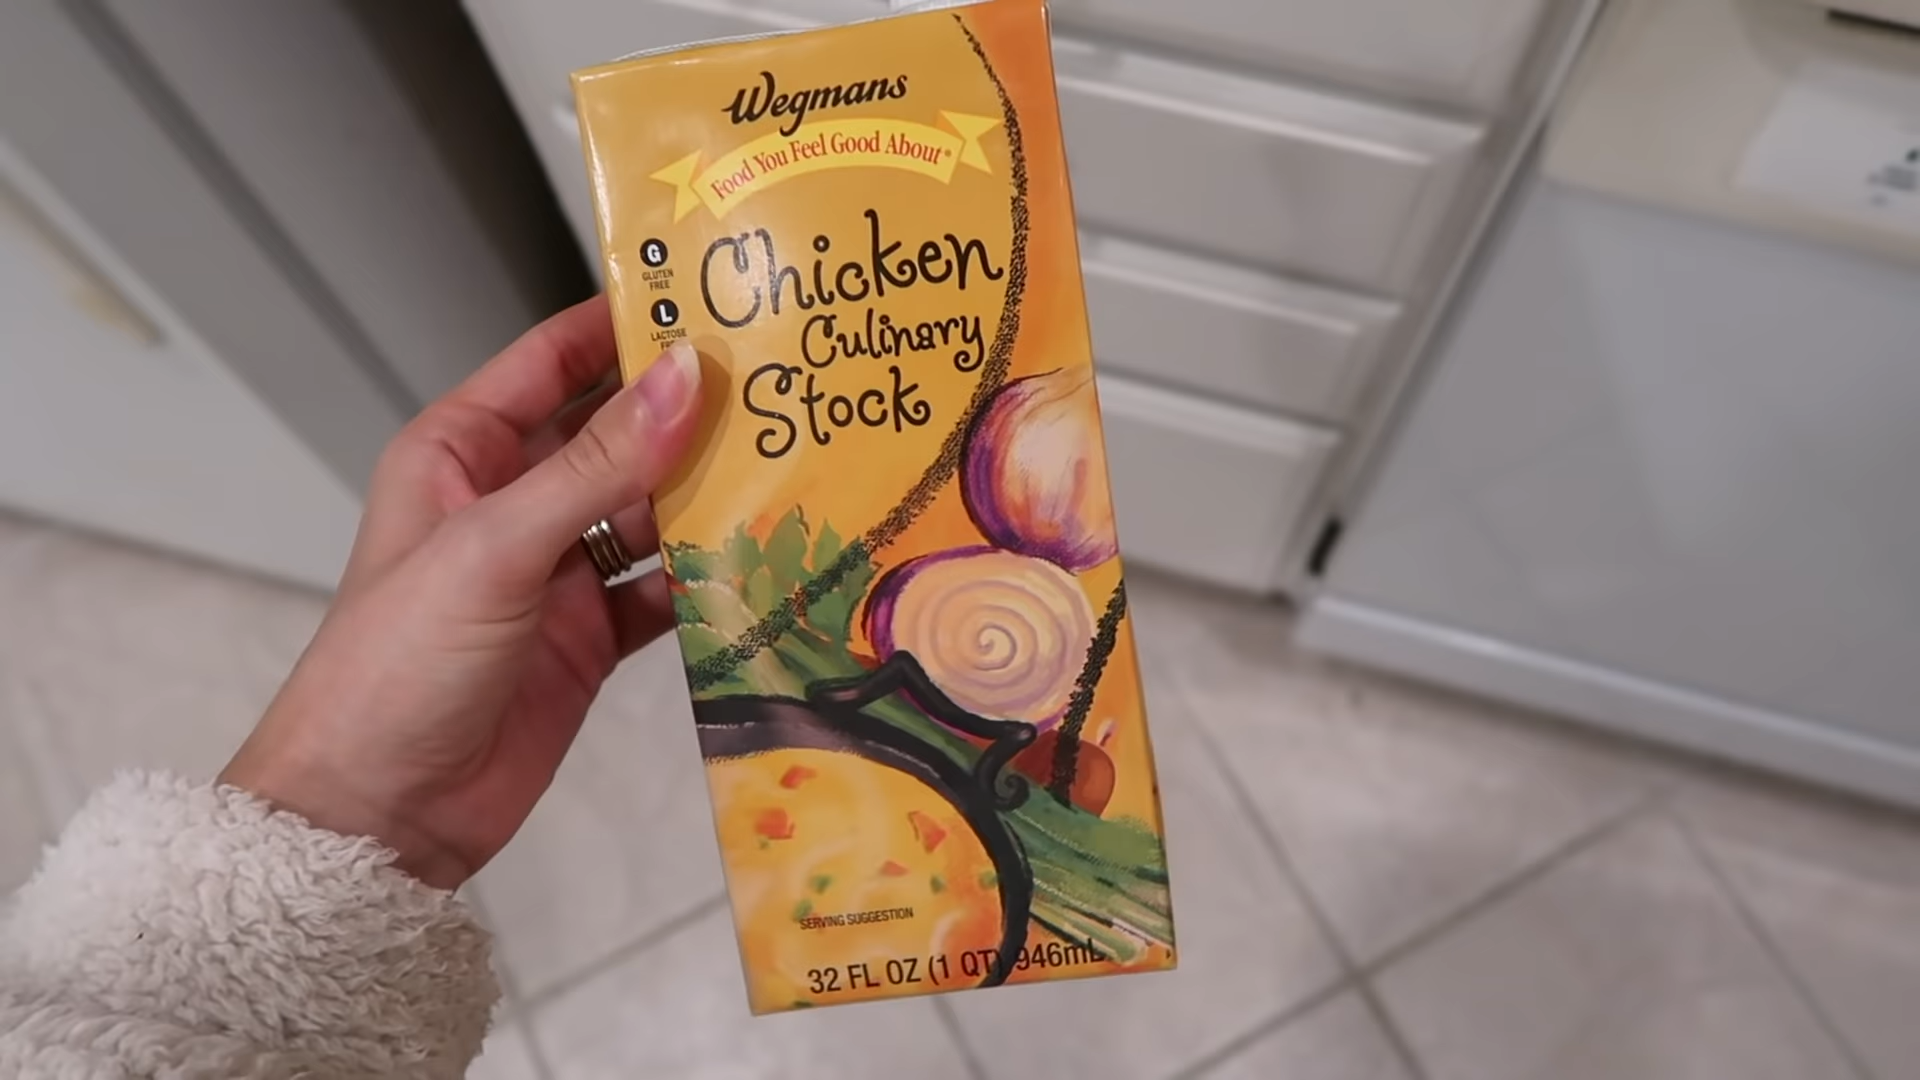 Wegmans
Food You Feel Good About®
G
GLUTEN
FREE
L
LACTOSE
Chicken
Culinary
Stock
SERVING SUGGESTION
32 FL OZ (1 QT) 946mL